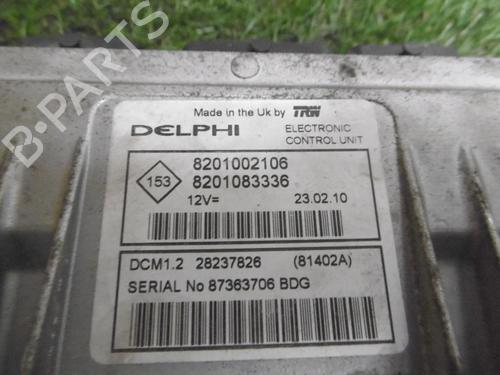 Made in the Uk by TRW
DELPHI
ELECTRONIC
CONTROL UNIT
153
8201002106
8201083336
12V=
23.02.10
DCM1.2 28237826 (81402A)
SERIAL No 87363706 BDG
B-PARTS